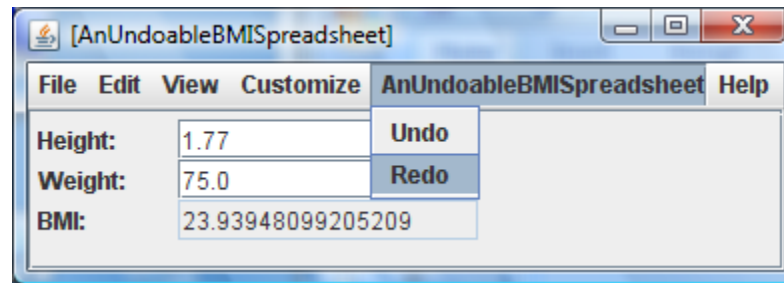 [AnUndoableBMISpreadsheet]
File Edit View Customize AnUndoableBMISpreadsheet Help
Height: 1.77 Undo
Weight: 75.0 Redo
BMI: 23.93948099205209